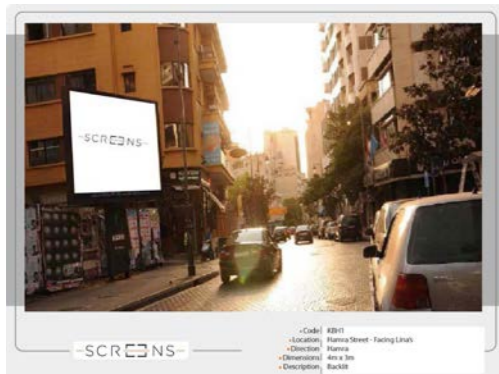 -SCREENS-
-SCREENS-
Code KBH1
Location Hamra Street - Facing Lina's
Direction Hamra
Dimensions 4m x 3m
Description Backlit